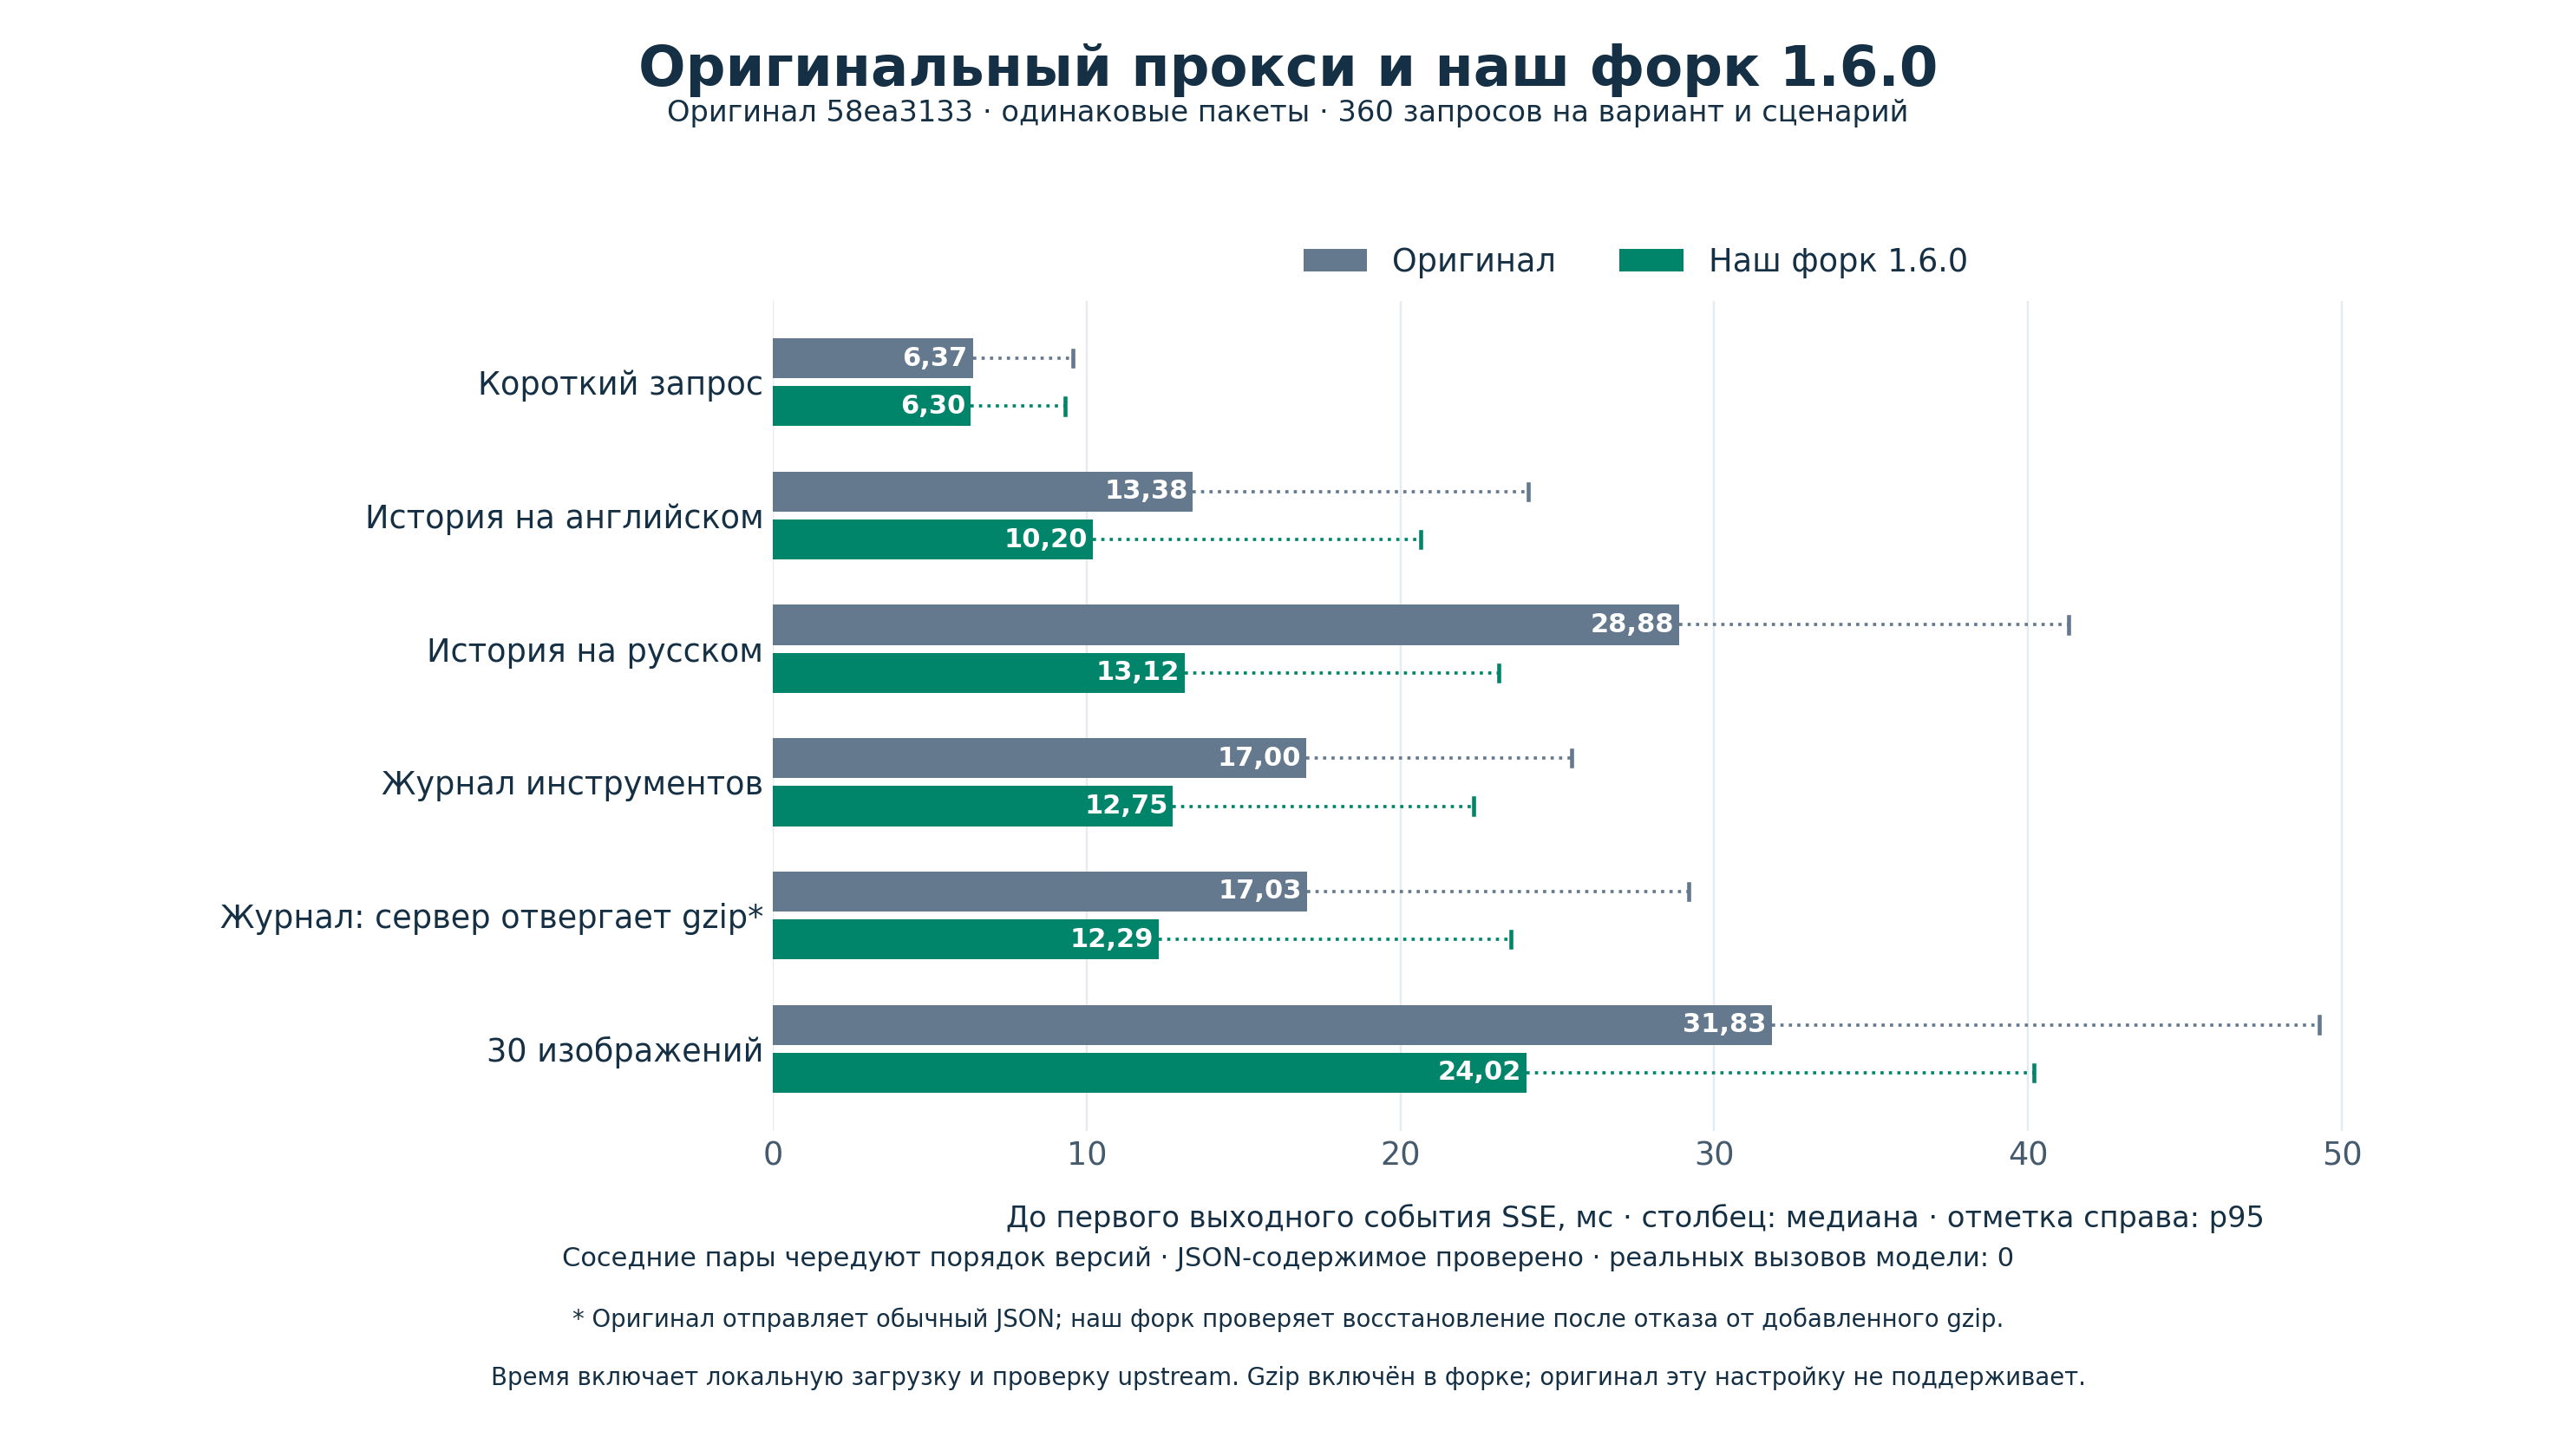 Оригинальный прокси и наш форк 1.6.0
Оригинал 58ea3133 · одинаковые пакеты · 360 запросов на вариант и сценарий
Оригинал
Наш форк 1.6.0
Короткий запрос
6,37
6,30
История на английском
13,38
10,20
История на русском
28,88
13,12
Журнал инструментов
17,00
12,75
Журнал: сервер отвергает gzip*
17,03
12,29
30 изображений
31,83
24,02
0 10 20 30 40 50
До первого выходного события SSE, мс · столбец: медиана · отметка справа: p95
Соседние пары чередуют порядок версий · JSON-содержимое проверено · реальных вызовов модели: 0
* Оригинал отправляет обычный JSON; наш форк проверяет восстановление после отказа от добавленного gzip.
Время включает локальную загрузку и проверку upstream. Gzip включён в форке; оригинал эту настройку не поддерживает.